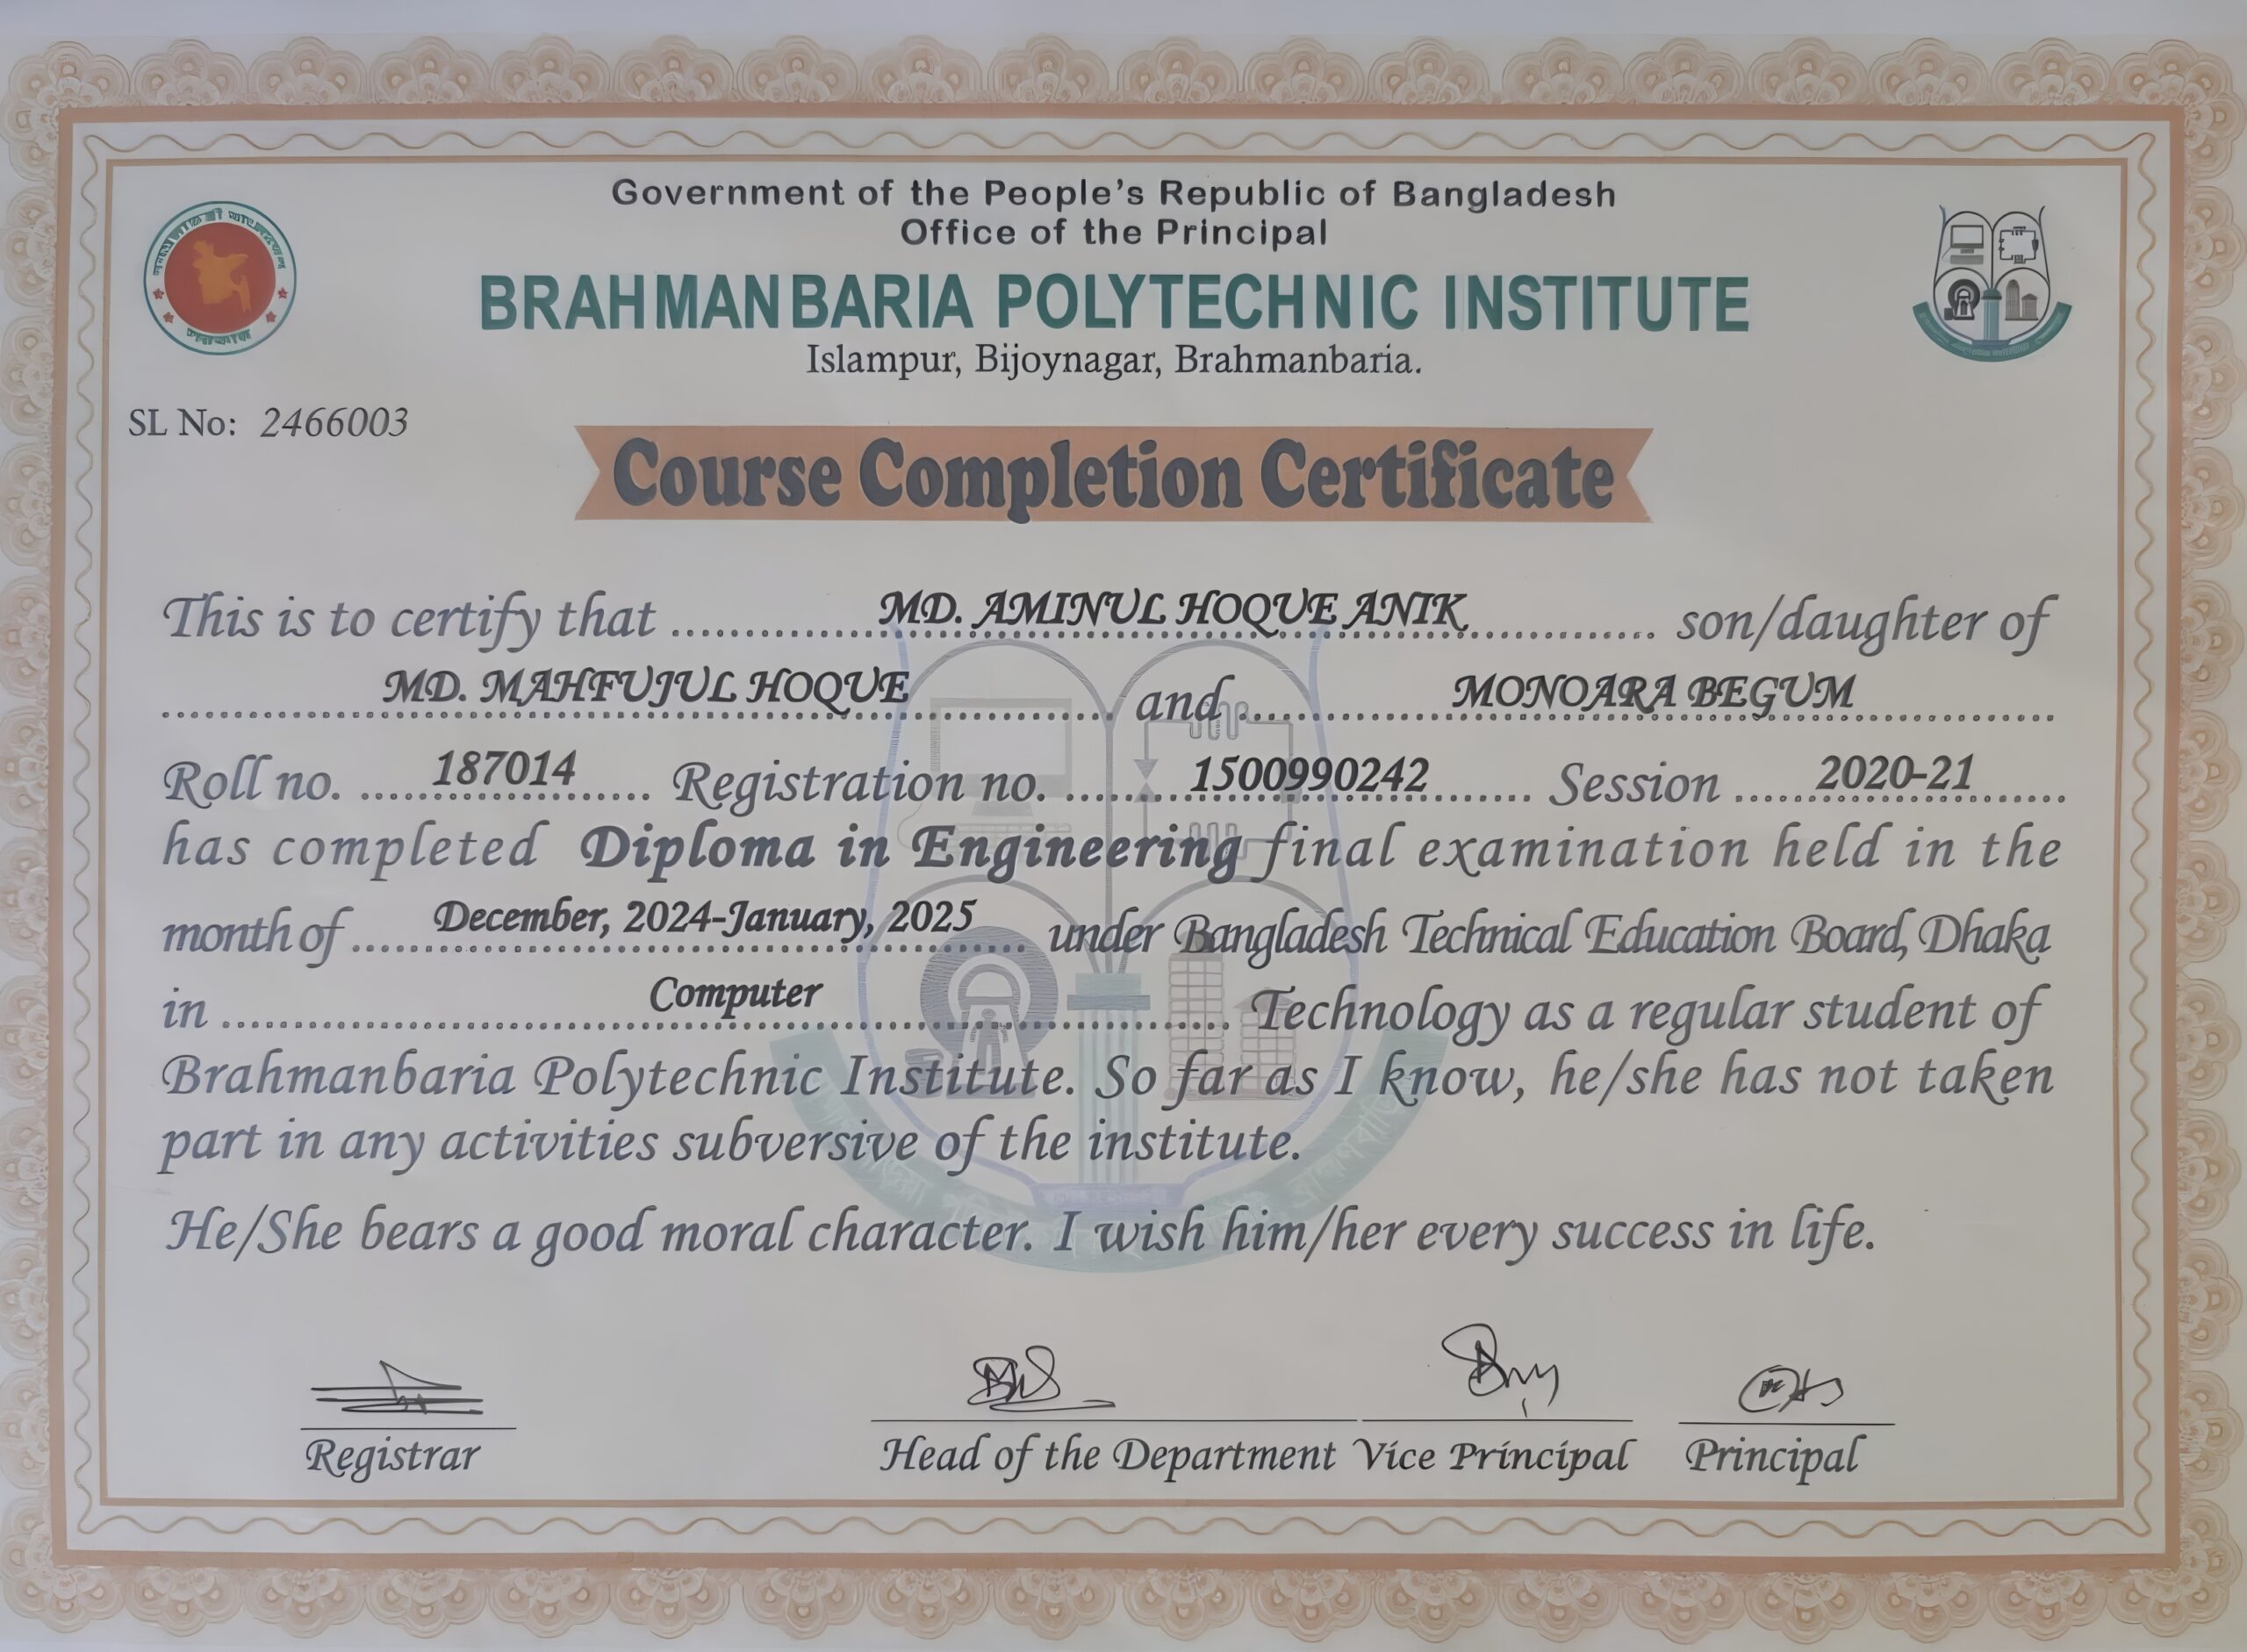 Government of the People's Republic of Bangladesh
Office of the Principal
BRAHMANBARIA POLYTECHNIC INSTITUTE
Islampur, Bijoynagar, Brahmanbaria.
SL No: 2466003
Course Completion Certificate
This is to certify that MD. AMINUL HOQUE ANIK son/daughter of
MD. MAHFUJUL HOQUE and MONOARA BEGUM
Roll no. 187014 Registration no. 1500990242 Session 2020-21
has completed Diploma in Engineering final examination held in the
month of December, 2024-January, 2025 under Bangladesh Technical Education Board, Dhaka
in Computer Technology as a regular student of
Brahmanbaria Polytechnic Institute. So far as I know, he/she has not taken
part in any activities subversive of the institute.
He/She bears a good moral character. I wish him/her every success in life.
Registrar Head of the Department Vice Principal Principal